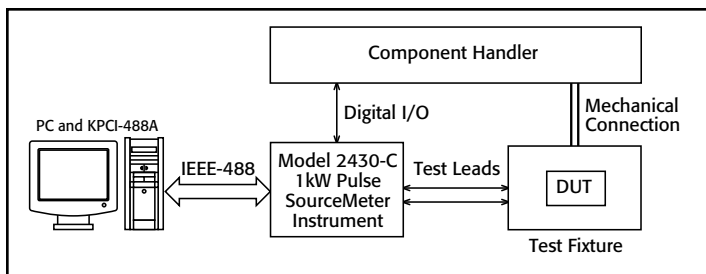 Component Handler
Digital I/O
Mechanical
Connection
PC and KPCI-488A
IEEE-488
Model 2430-C
1kW Pulse
SourceMeter
Instrument
Test Leads
DUT
Test Fixture